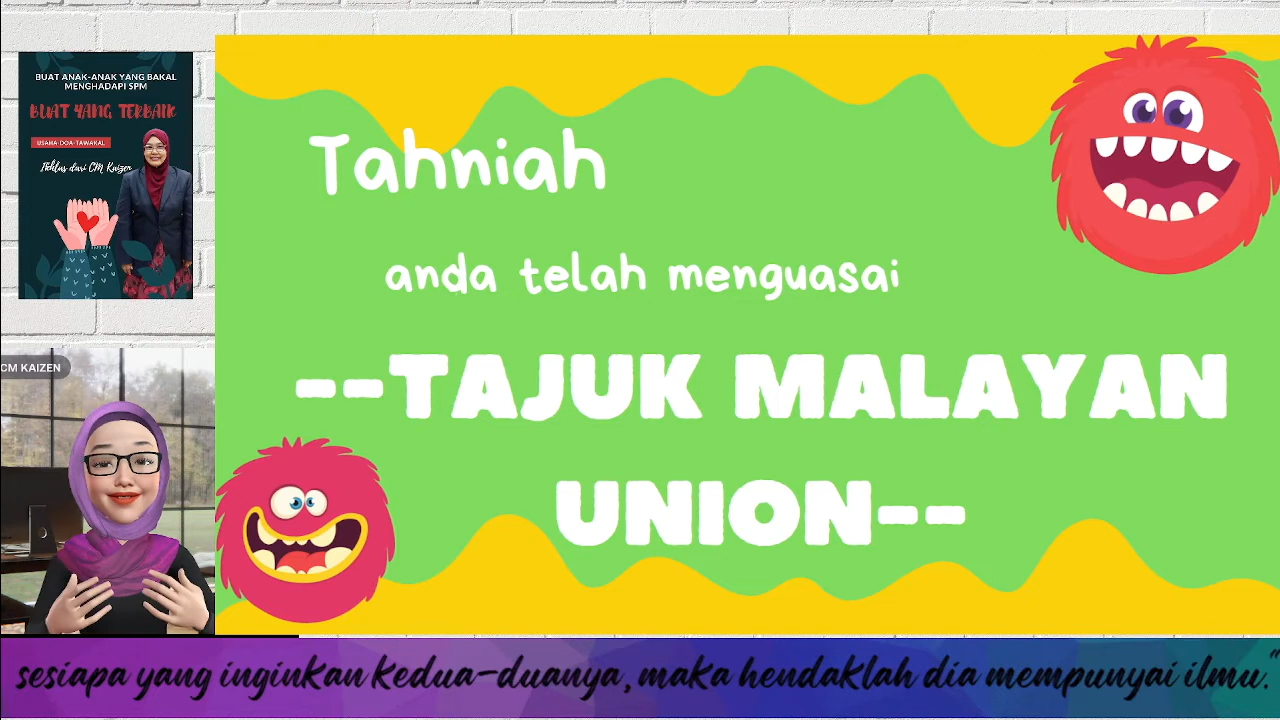 BUAT ANAK-ANAK YANG BAKAL
MENGHADAPI SPM
BUAT YANG TERBAIK
USAHA-DOA-TAWAKAL
Ikhlas dari CM Kaizen
Tahniah
anda telah menguasai
--TAJUK MALAYAN
UNION--
CM KAIZEN
sesiapa yang inginkan kedua-duanya, maka hendaklah dia mempunyai ilmu."